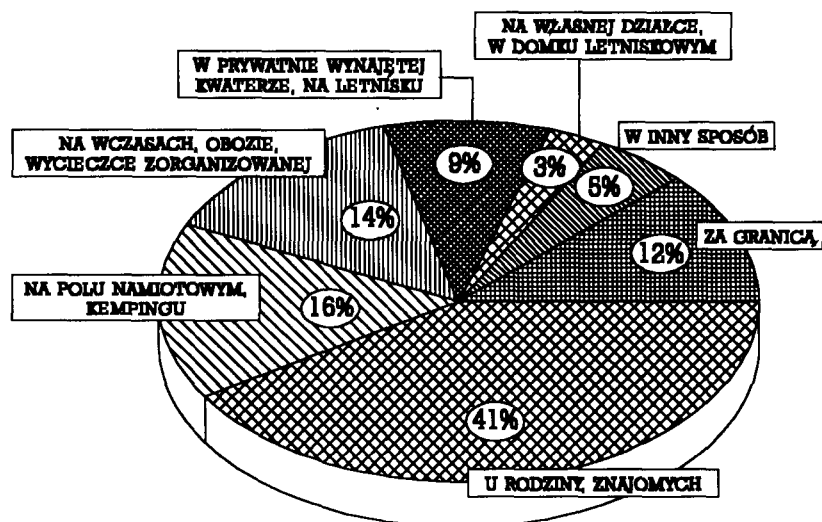 NA WŁASNEJ DZIAŁCE,
W DOMKU LETNISKOWYM
W PRYWATNIE WYNAJĘTEJ
KWATERZE, NA LETNISKU
W INNY SPOSÓB
NA WCZASACH, OBOZIE,
WYCIECZCE ZORGANIZOWANEJ
9%
3%
5%
14%
12%
ZA GRANICĄ
NA POLU NAMIOTOWYM,
KEMPINGU
16%
41%
U RODZINY, ZNAJOMYCH